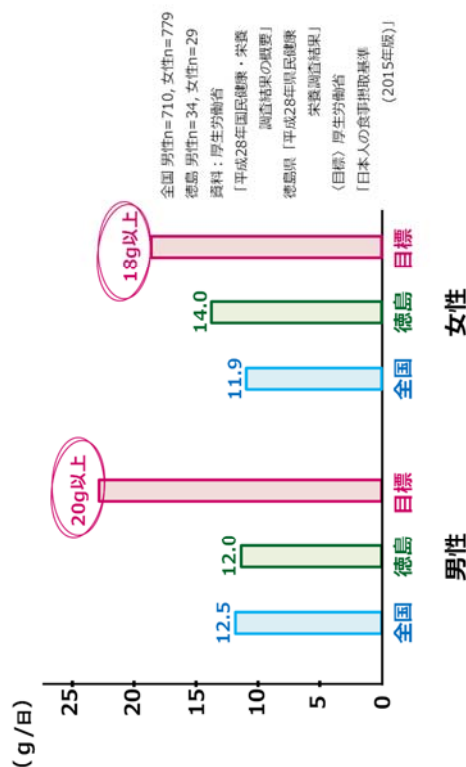 (g/日)
25
20
15
10
5
0
12.5
12.0
20g以上
11.9
14.0
18g以上
全国
徳島
目標
全国
徳島
目標
男性
女性
全国 男性n=710, 女性n=779
徳島 男性n=34, 女性n=29
資料：厚生労働省
「平成28年国民健康・栄養
調査結果の概要」
徳島県「平成28年県民健康
栄養調査結果」
〈目標〉厚生労働省
「日本人の食事摂取基準
(2015年版)」